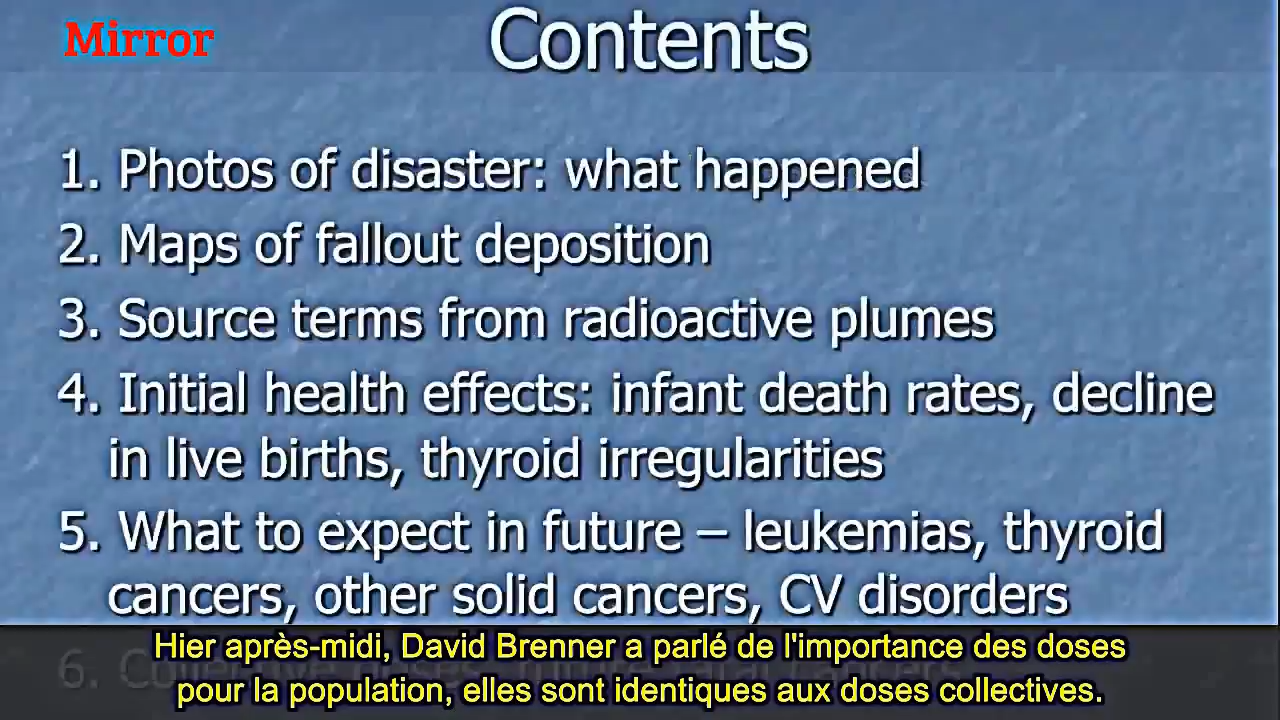 Mirror
Contents
1. Photos of disaster: what happened
2. Maps of fallout deposition
3. Source terms from radioactive plumes
4. Initial health effects: infant death rates, decline
in live births, thyroid irregularities
5. What to expect in future – leukemias, thyroid
cancers, other solid cancers, CV disorders
6.
Hier après-midi, David Brenner a parlé de l'importance des doses
pour la population, elles sont identiques aux doses collectives.